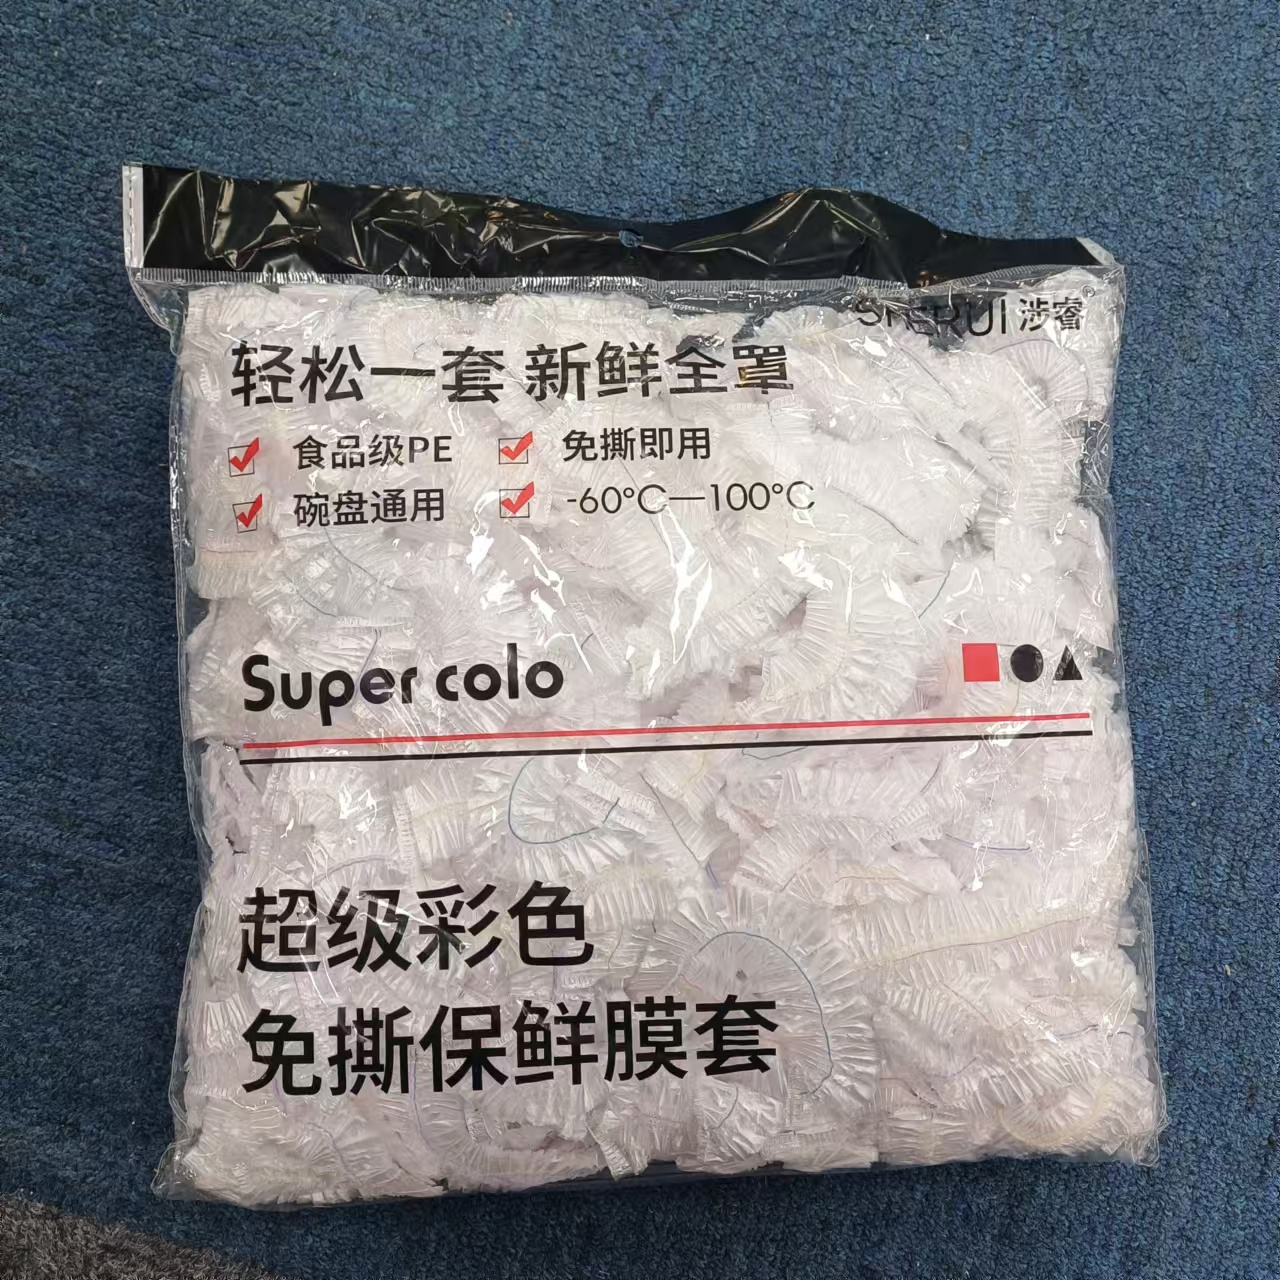 SHERUI 涉睿®
轻松一套 新鲜全罩
食品级PE 免撕即用
碗盘通用 -60°C—100°C
Super colo
超级彩色
免撕保鲜膜套